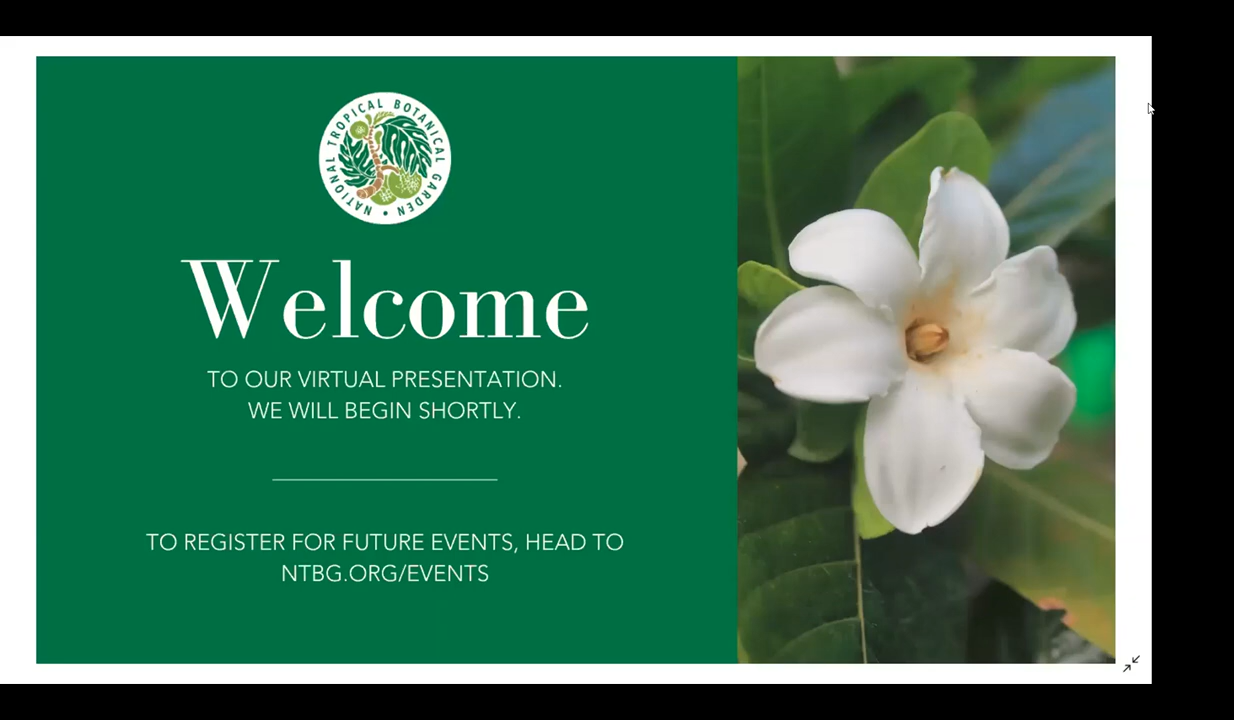 NATIONAL TROPICAL BOTANICAL GARDEN •
Welcome
TO OUR VIRTUAL PRESENTATION.
WE WILL BEGIN SHORTLY.
TO REGISTER FOR FUTURE EVENTS, HEAD TO
NTBG.ORG/EVENTS